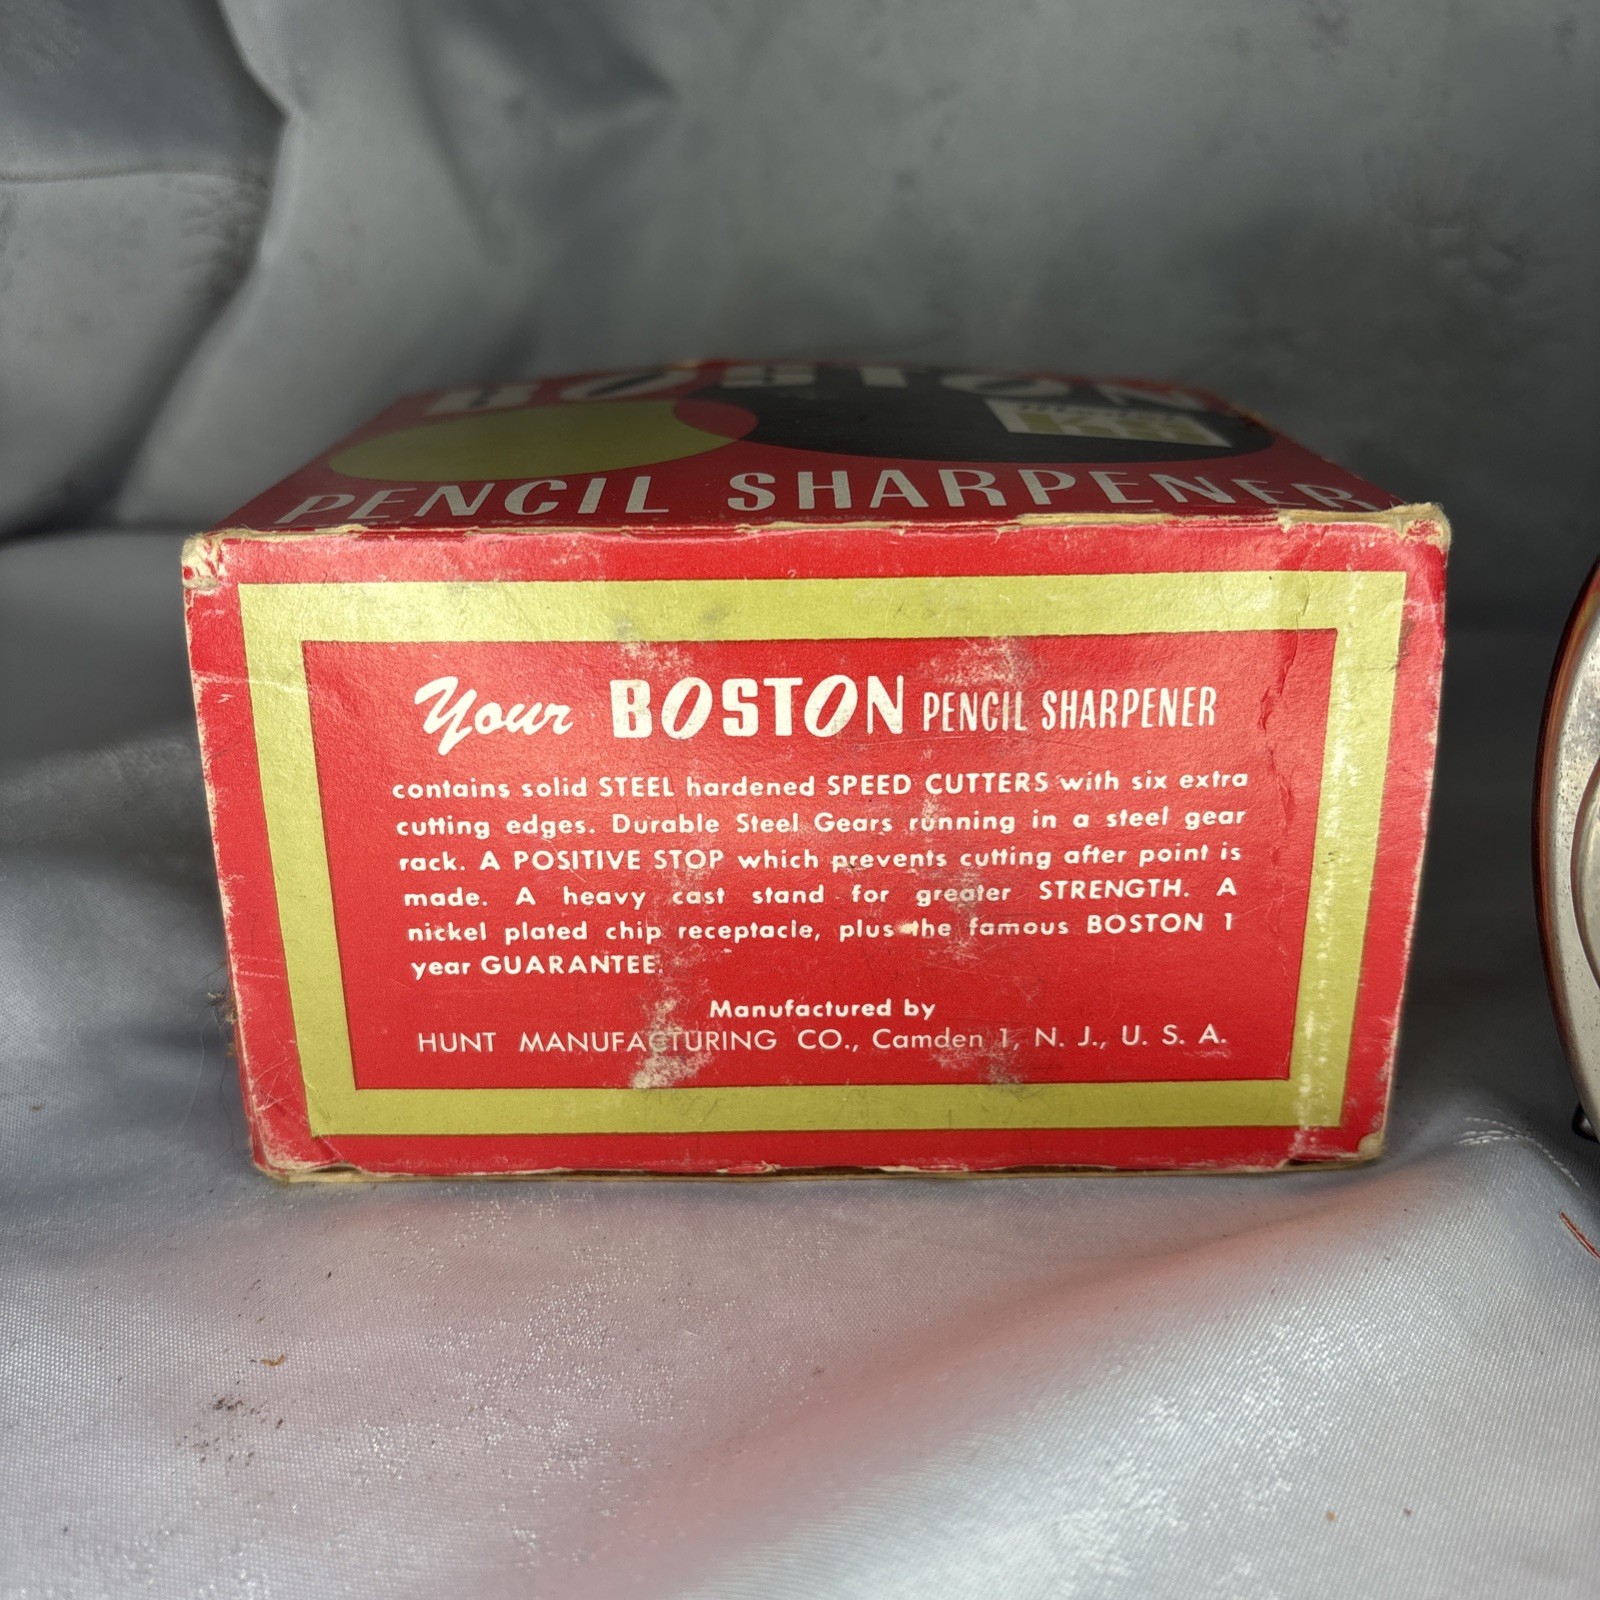 BOSTON
PENCIL SHARPENER
Your BOSTON PENCIL SHARPENER
contains solid STEEL hardened SPEED CUTTERS with six extra
cutting edges. Durable Steel Gears running in a steel gear
rack. A POSITIVE STOP which prevents cutting after point is
made. A heavy cast stand for greater STRENGTH. A
nickel plated chip receptacle, plus the famous BOSTON 1
year GUARANTEE.
Manufactured by
HUNT MANUFACTURING CO., Camden 1, N. J., U. S. A.